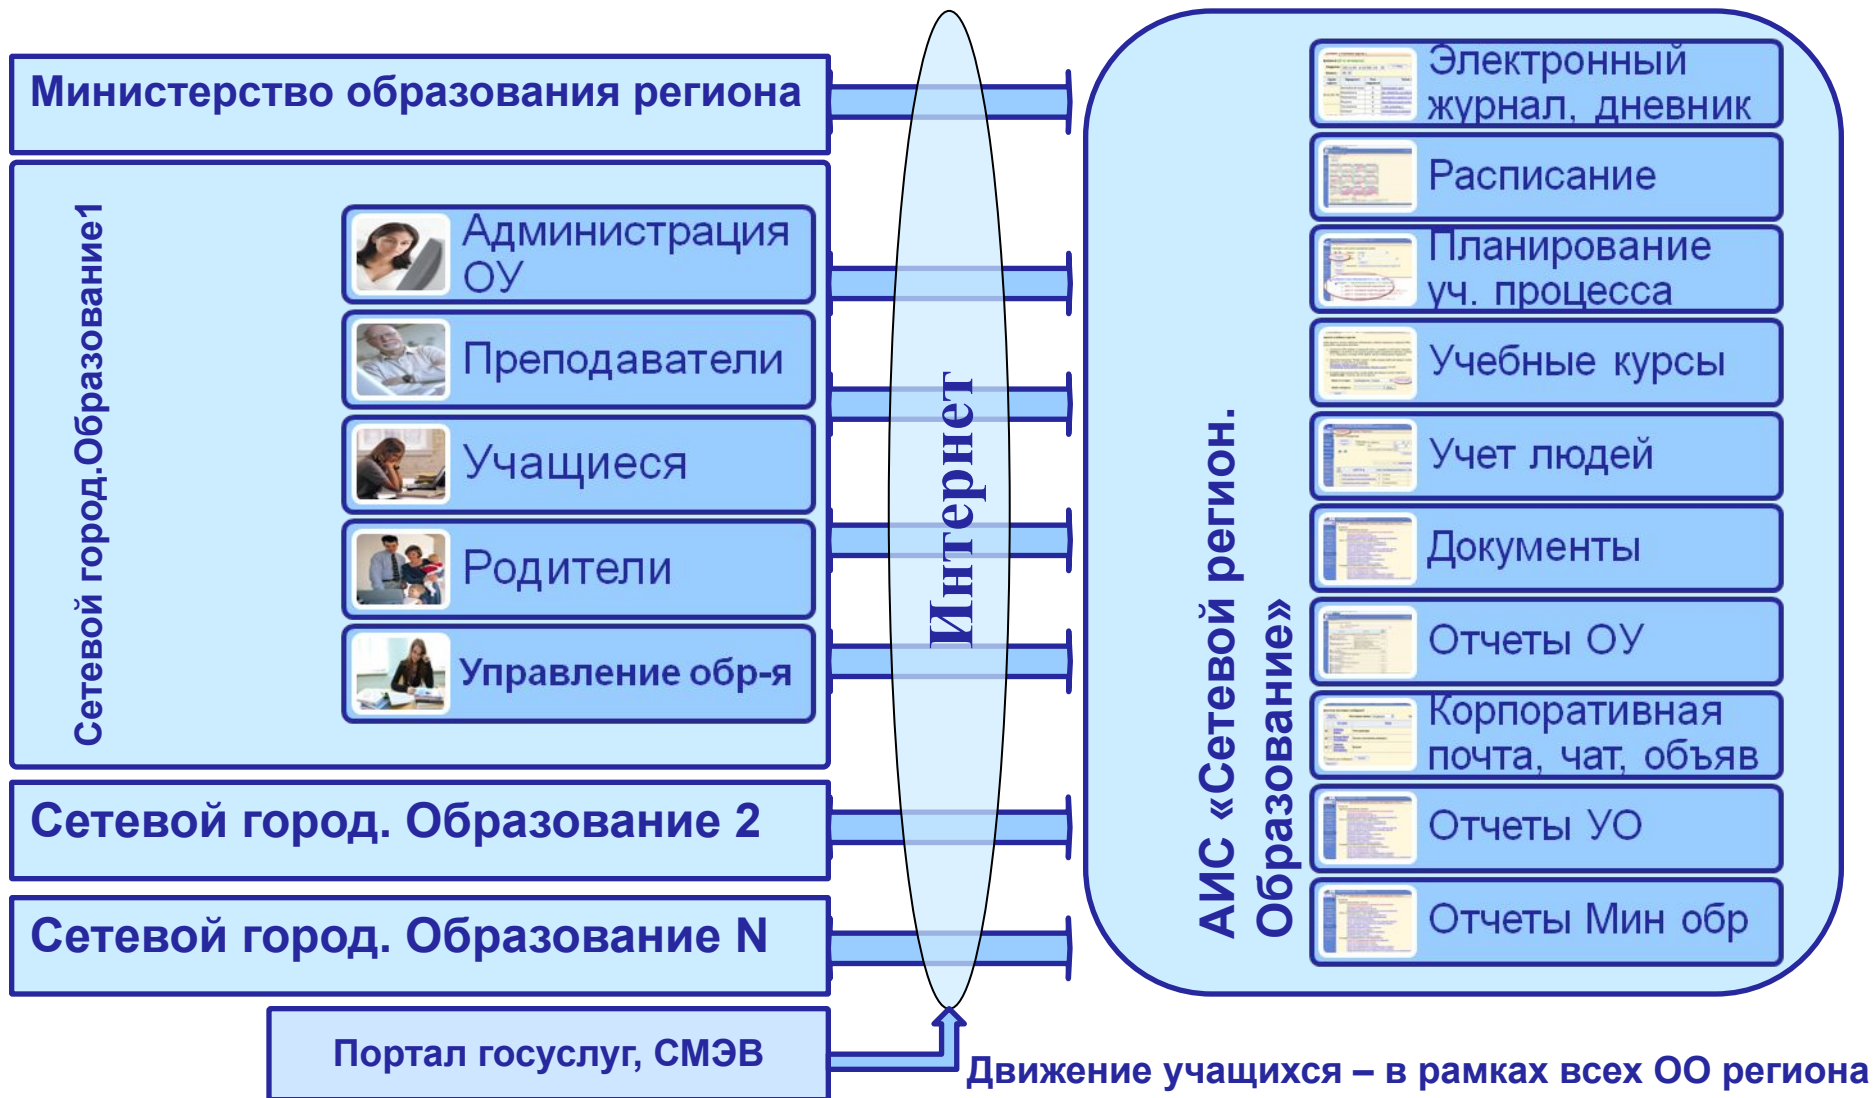 Министерство образования региона
Сетевой город.Образование1
Администрация
ОУ
Преподаватели
Учащиеся
Родители
Управление обр-я
Сетевой город. Образование 2
Сетевой город. Образование N
Портал госуслуг, СМЭВ
Интернет
АИС «Сетевой регион.
Образование»
Электронный
журнал, дневник
Расписание
Планирование
уч. процесса
Учебные курсы
Учет людей
Документы
Отчеты ОУ
Корпоративная
почта, чат, объяв
Отчеты УО
Отчеты Мин обр
Движение учащихся – в рамках всех ОО региона